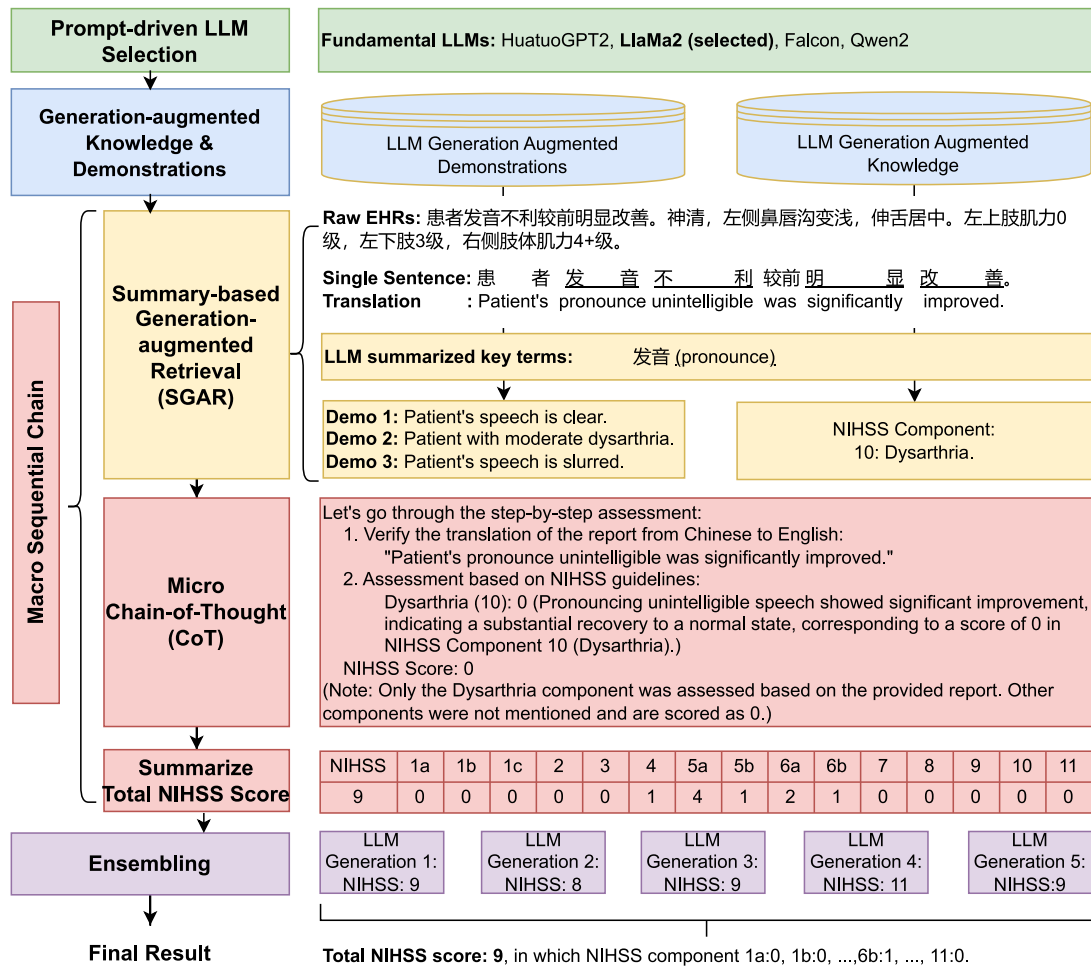 Prompt-driven LLM
Selection
Fundamental LLMs: HuatuoGPT2, LlaMa2 (selected), Falcon, Qwen2
Generation-augmented
Knowledge &
Demonstrations
LLM Generation Augmented
Demonstrations
LLM Generation Augmented
Knowledge
Macro Sequential Chain
Summary-based
Generation-
augmented
Retrieval
(SGAR)
Raw EHRs: 患者发音不利较前明显改善。神清，左侧鼻唇沟变浅，伸舌居中。左上肢肌力0
级，左下肢3级，右侧肢体肌力4+级。
Single Sentence: 患 者 发 音 不 利 较前 明 显 改 善。
Translation : Patient's pronounce unintelligible was significantly improved.
LLM summarized key terms: 发音 (pronounce)
Demo 1: Patient's speech is clear.
Demo 2: Patient with moderate dysarthria.
Demo 3: Patient's speech is slurred.
NIHSS Component:
10: Dysarthria.
Micro
Chain-of-Thought
(CoT)
Let's go through the step-by-step assessment:
1. Verify the translation of the report from Chinese to English:
"Patient's pronounce unintelligible was significantly improved."
2. Assessment based on NIHSS guidelines:
Dysarthria (10): 0 (Pronouncing unintelligible speech showed significant improvement,
indicating a substantial recovery to a normal state, corresponding to a score of 0 in
NIHSS Component 10 (Dysarthria).)
NIHSS Score: 0
(Note: Only the Dysarthria component was assessed based on the provided report. Other
components were not mentioned and are scored as 0.)
Summarize
Total NIHSS Score
NIHSS 1a 1b 1c 2 3 4 5a 5b 6a 6b 7 8 9 10 11
9 0 0 0 0 0 1 4 1 2 1 0 0 0 0 0
Ensembling
LLM
Generation 1:
NIHSS: 9
LLM
Generation 2:
NIHSS: 8
LLM
Generation 3:
NIHSS: 9
LLM
Generation 4:
NIHSS: 11
LLM
Generation 5:
NIHSS:9
Final Result
Total NIHSS score: 9, in which NIHSS component 1a:0, 1b:0, ...,6b:1, ..., 11:0.